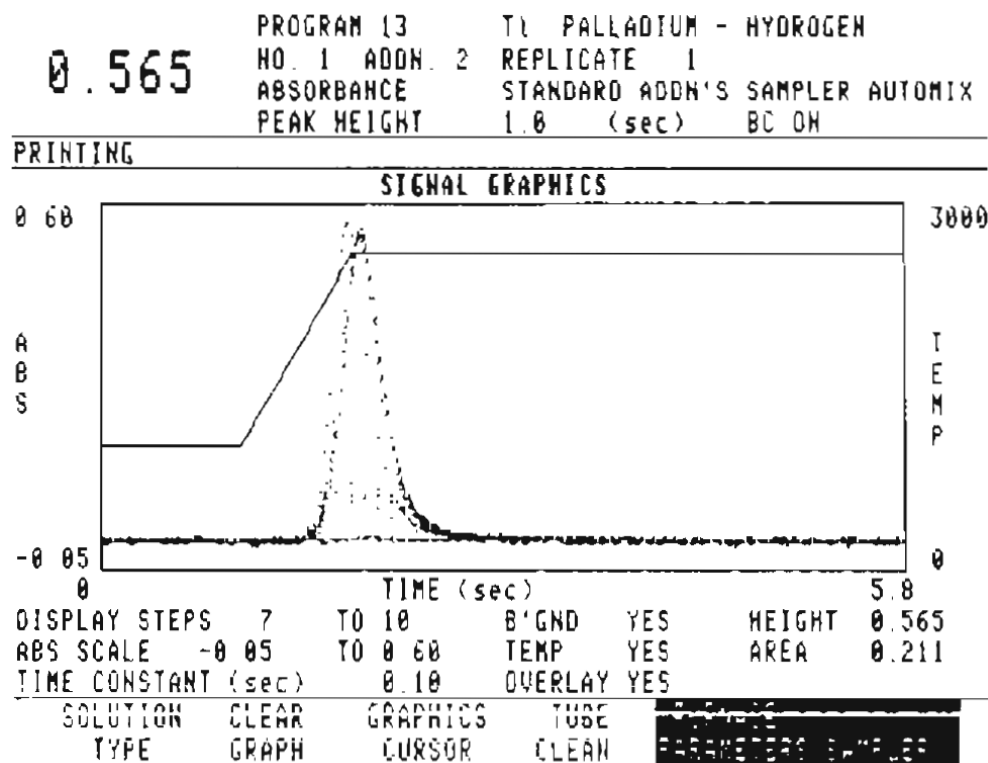 0.565
PROGRAM 13 Tl PALLADIUM - HYDROGEN
NO. 1 ADDN. 2 REPLICATE 1
ABSORBANCE STANDARD ADDN'S SAMPLER AUTOMIX
PEAK HEIGHT 1.0 (sec) BC ON
PRINTING
SIGNAL GRAPHICS
0 60
3000
ABS
TEMP
-0 05
0
0 TIME (sec) 5.8
DISPLAY STEPS 7 TO 10 B'GND YES HEIGHT 0.565
ABS SCALE -0 05 TO 0 60 TEMP YES AREA 0.211
TIME CONSTANT (sec) 0.10 OVERLAY YES
SOLUTION CLEAR GRAPHICS TUBE
TYPE GRAPH CURSOR CLEAN